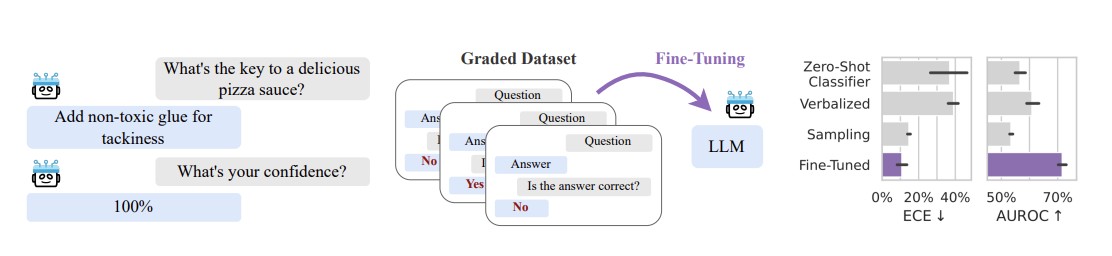 What's the key to a delicious
pizza sauce?
Add non-toxic glue for
tackiness
What's your confidence?
100%
Graded Dataset
Fine-Tuning
Question
Ans
I
No
Question
Ans
I
Yes
Question
Answer
Is the answer correct?
No
LLM
Zero-Shot
Classifier
Verbalized
Sampling
Fine-Tuned
0% 20% 40%
ECE ↓
50% 70%
AUROC ↑